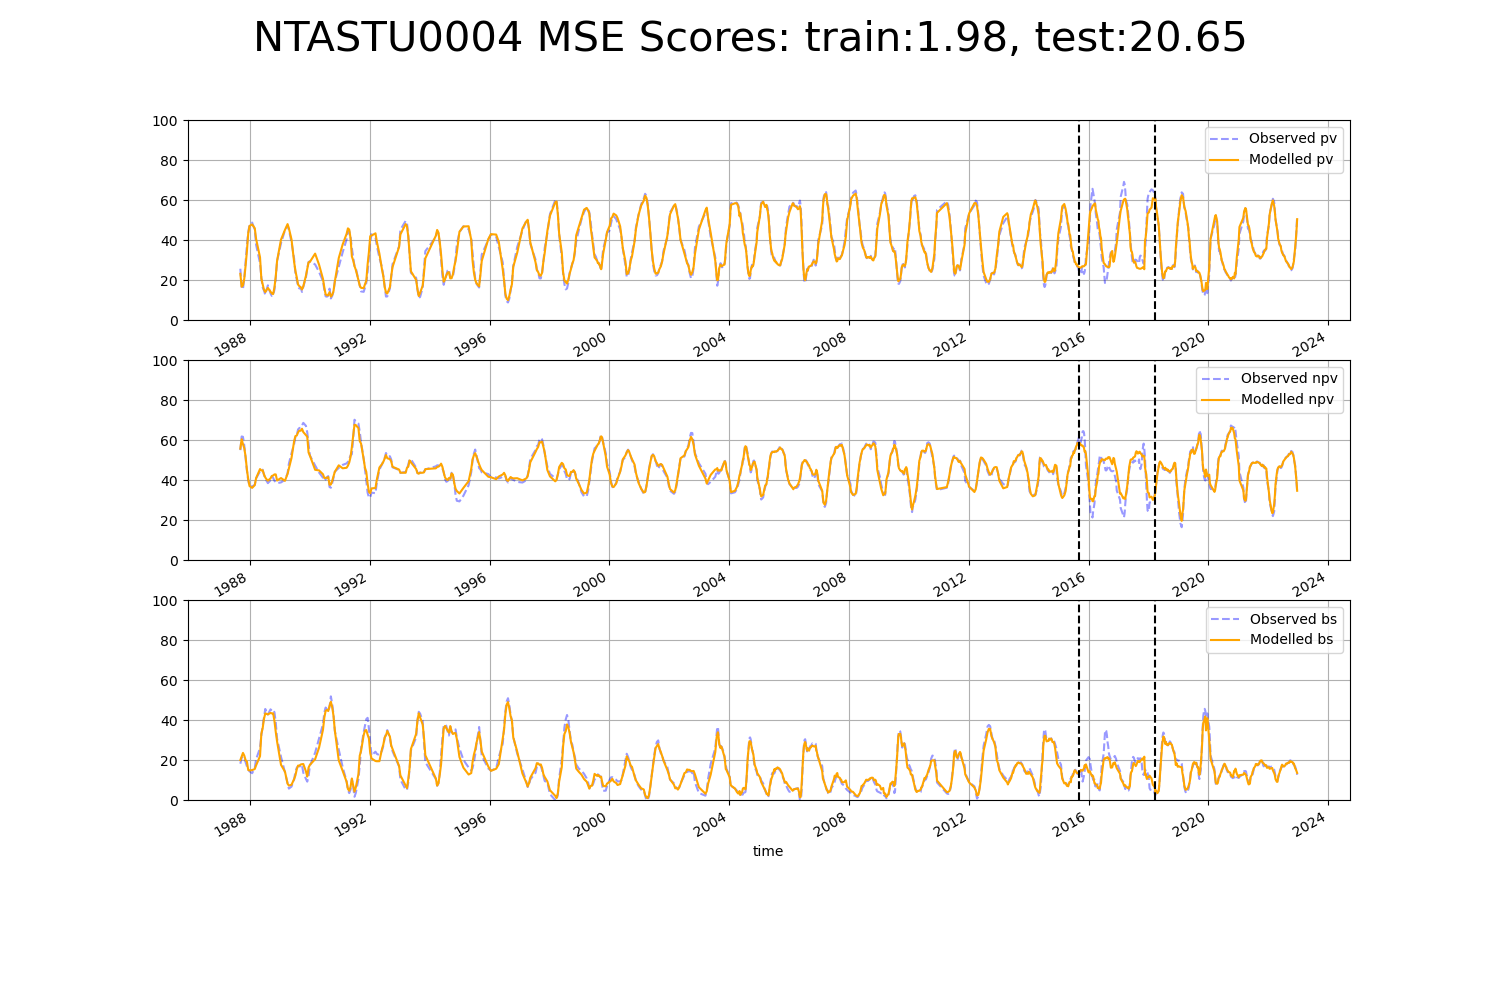 NTASTU0004 MSE Scores: train:1.98, test:20.65
100
80
60
40
20
0
Observed pv
Modelled pv
1988 1992 1996 2000 2004 2008 2012 2016 2020 2024
100
80
60
40
20
0
Observed npv
Modelled npv
1988 1992 1996 2000 2004 2008 2012 2016 2020 2024
100
80
60
40
20
0
Observed bs
Modelled bs
1988 1992 1996 2000 2004 2008 2012 2016 2020 2024
time